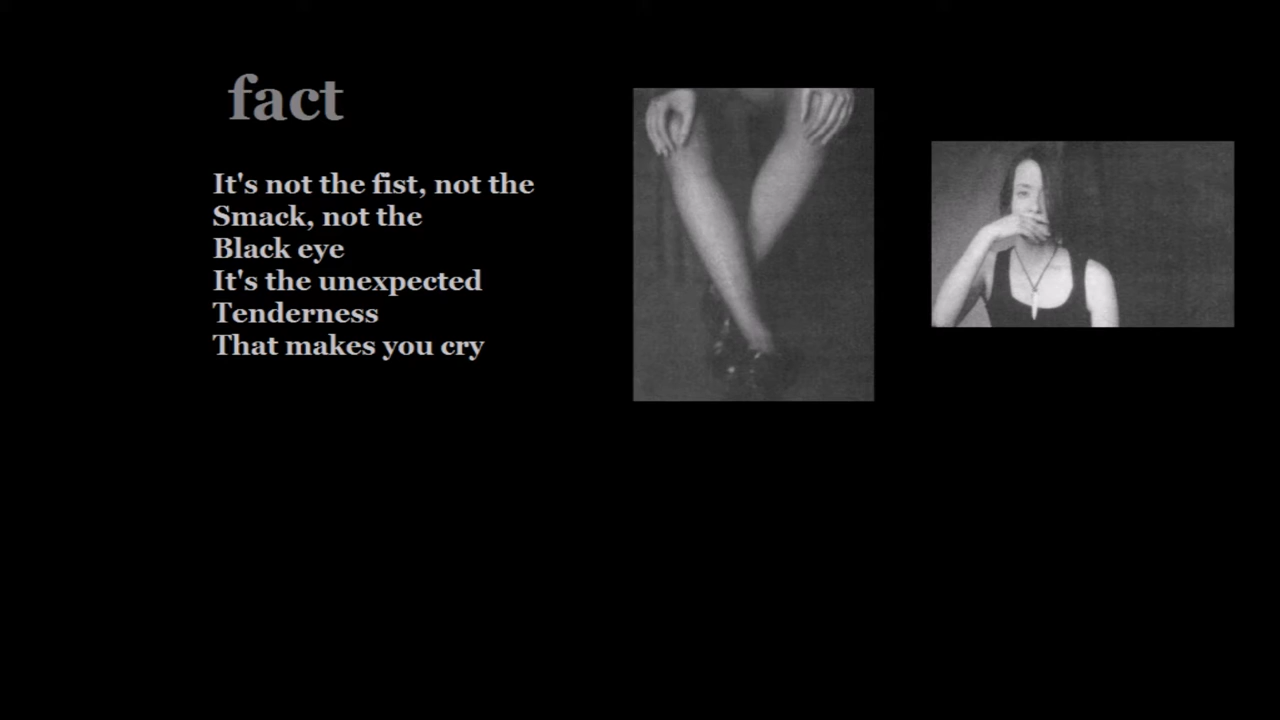 fact
It's not the fist, not the
Smack, not the
Black eye
It's the unexpected
Tenderness
That makes you cry